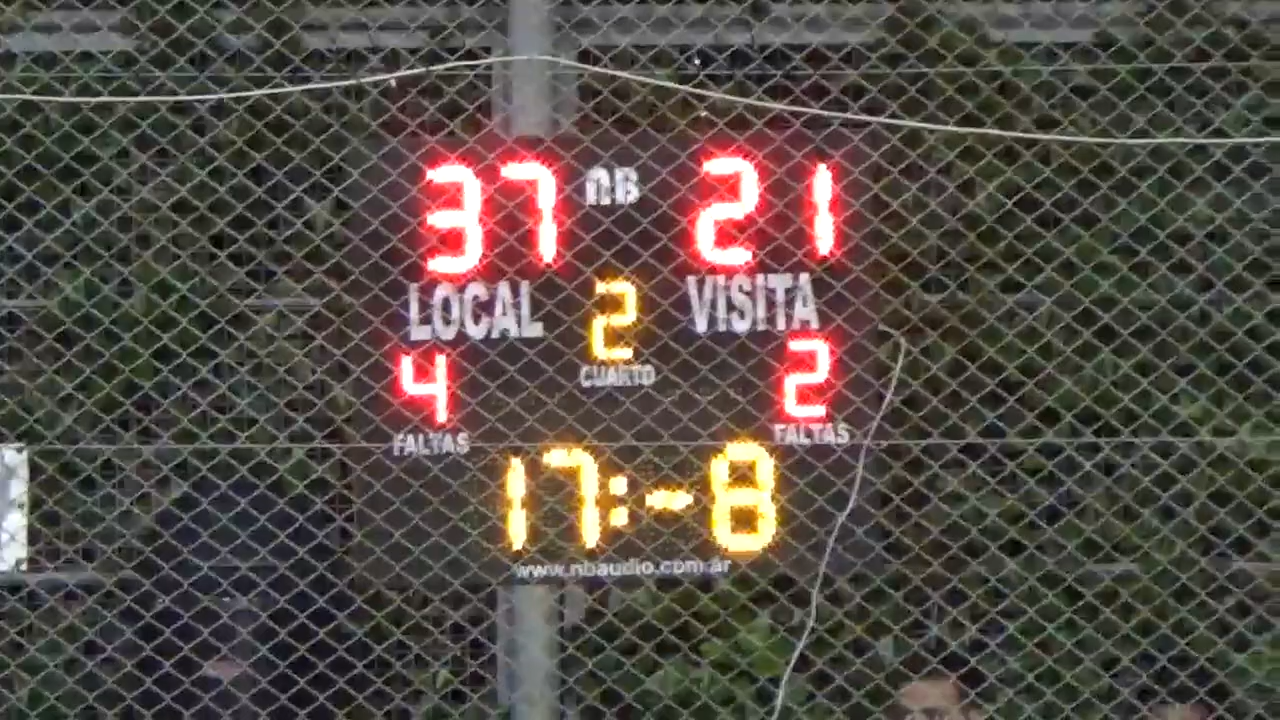 37 nB 21
LOCAL 2 VISITA
CUARTO
4 2
FALTAS FALTAS
17:-8
www.nbaudio.com.ar